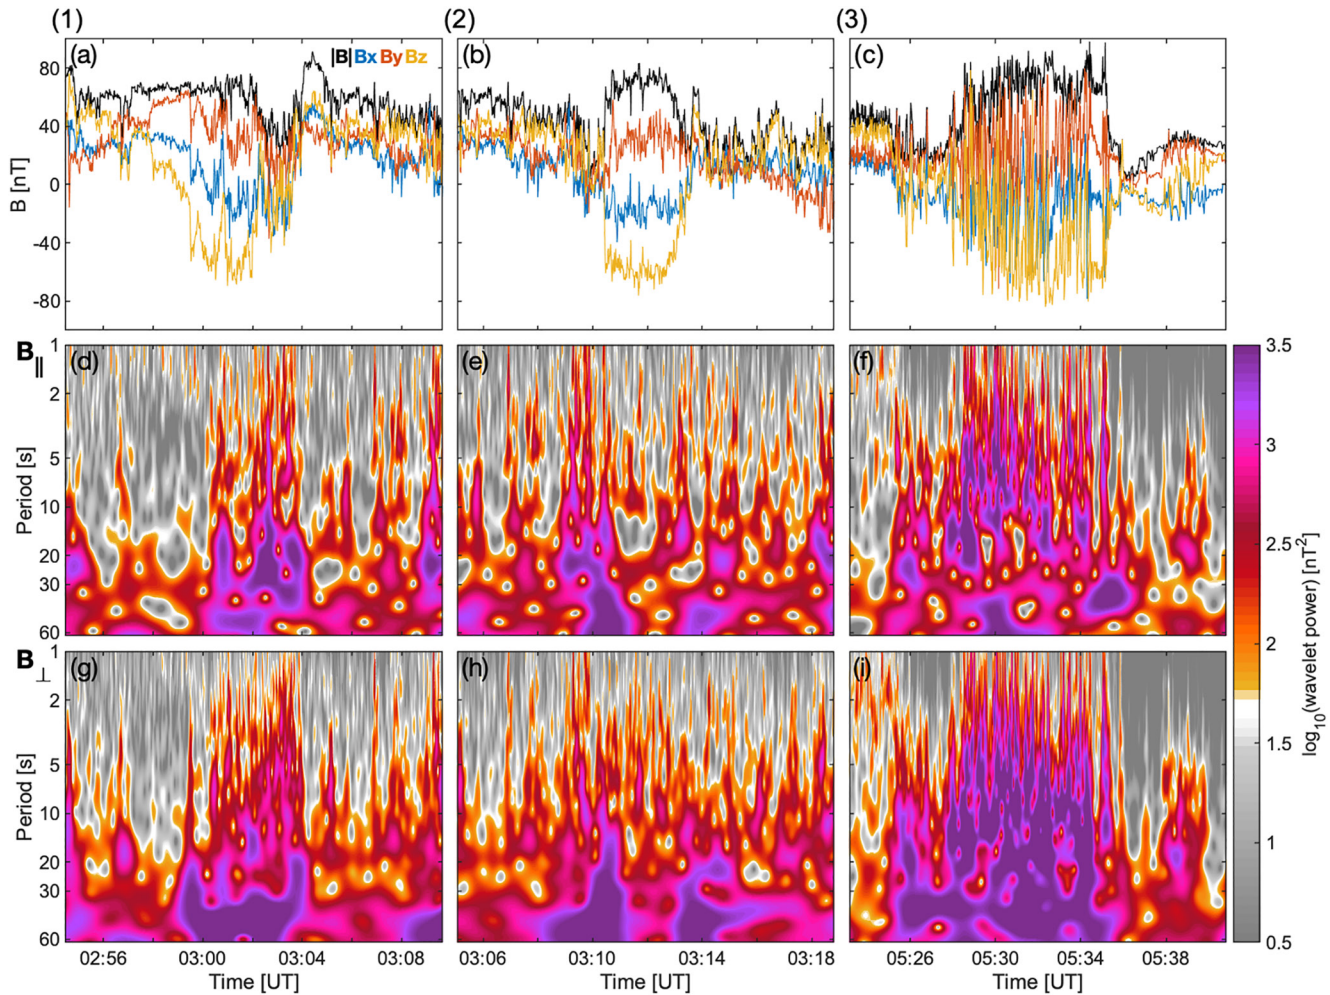 (1) (2) (3)
(a) |B| Bx By Bz (b) (c)
B [nT]
80
40
0
-40
-80
B∥ (d) (e) (f)
Period [s]
1
2
5
10
20
30
60
B⊥ (g) (h) (i)
Period [s]
1
2
5
10
20
30
60
02:56 03:00 03:04 03:08 03:06 03:10 03:14 03:18 05:26 05:30 05:34 05:38
Time [UT] Time [UT] Time [UT]
3.5
3
2.5
2
1.5
1
0.5
log₁₀(wavelet power) [nT²]